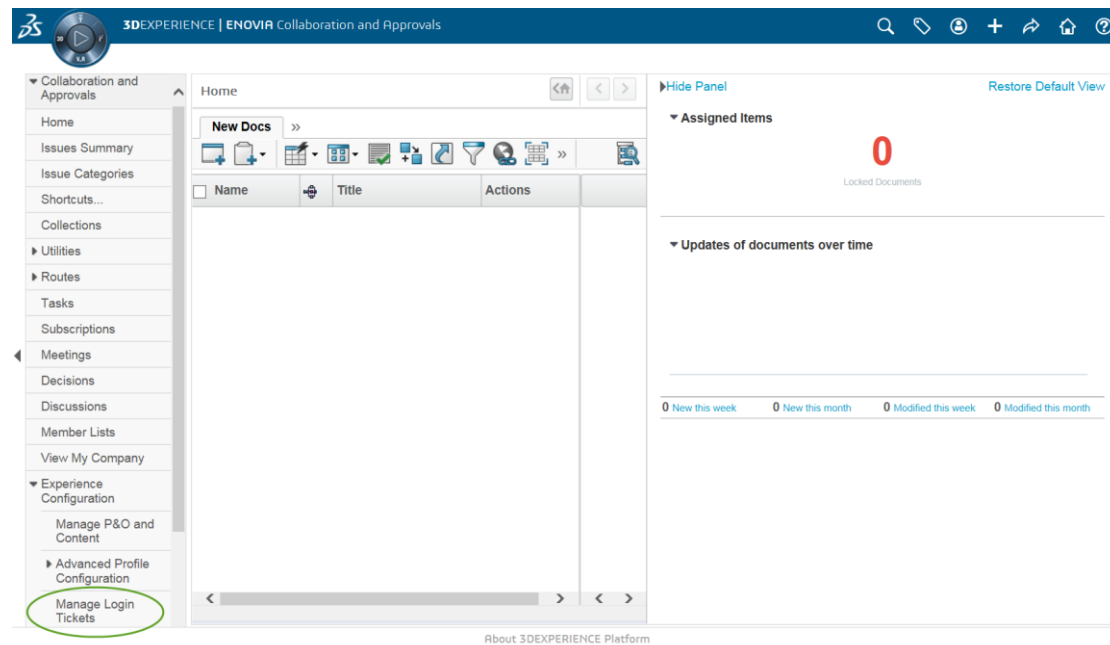 3DEXPERIENCE | ENOVIA Collaboration and Approvals
3D
V.R
Collaboration and
Approvals
Home
Issues Summary
Issue Categories
Shortcuts...
Collections
Utilities
Routes
Tasks
Subscriptions
Meetings
Decisions
Discussions
Member Lists
View My Company
Experience
Configuration
Manage P&O and
Content
Advanced Profile
Configuration
Manage Login
Tickets
Home
New Docs »
Name Title Actions
Hide Panel Restore Default View
Assigned Items
0
Locked Documents
Updates of documents over time
0 New this week 0 New this month 0 Modified this week 0 Modified this month
About 3DEXPERIENCE Platform